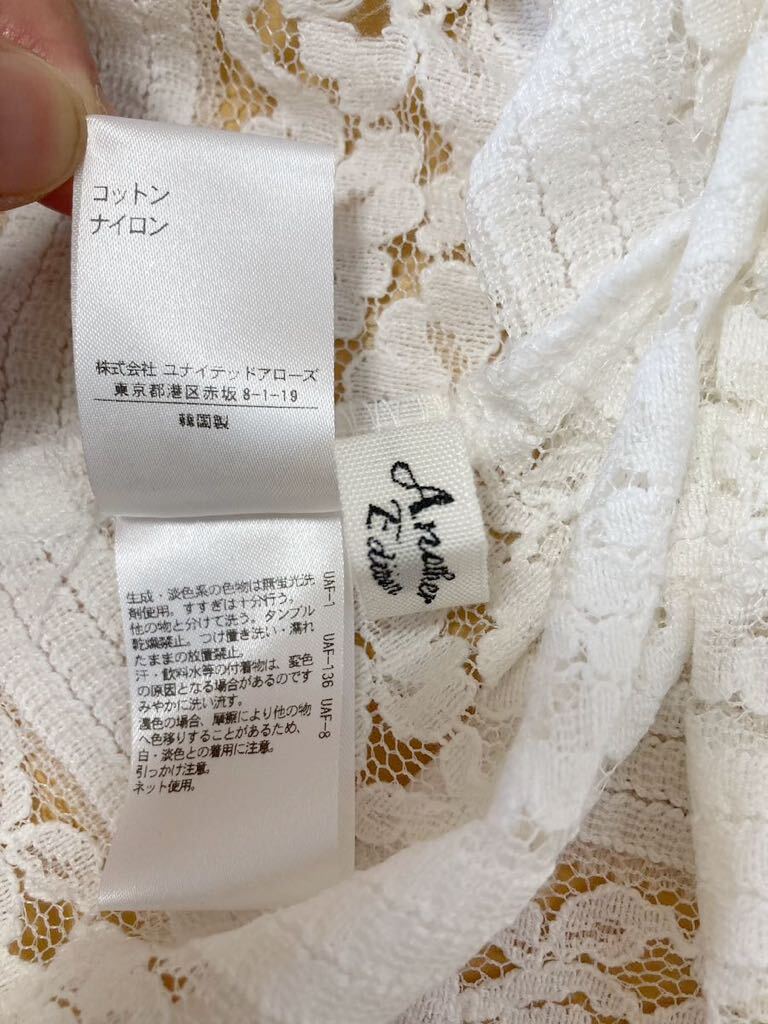 コットン
ナイロン
株式会社 ユナイテッドアローズ
東京都港区赤坂 8-1-19
韓国製
Another
Edition
生成・淡色系の色物は無蛍光洗
剤使用。すすぎは十分行う。
他の物と分けて洗う。タンブル
乾燥禁止。つけ置き洗い・濡れ
たままの放置禁止。
汗・飲料水等の付着物は、変色
の原因となる場合があるのです
みやかに洗い流す。
濃色の場合、摩擦により他の物
へ色移りすることがあるため、
白・淡色との着用に注意。
引っかけ注意。
ネット使用。
UAF-1 UAF-136 UAF-8